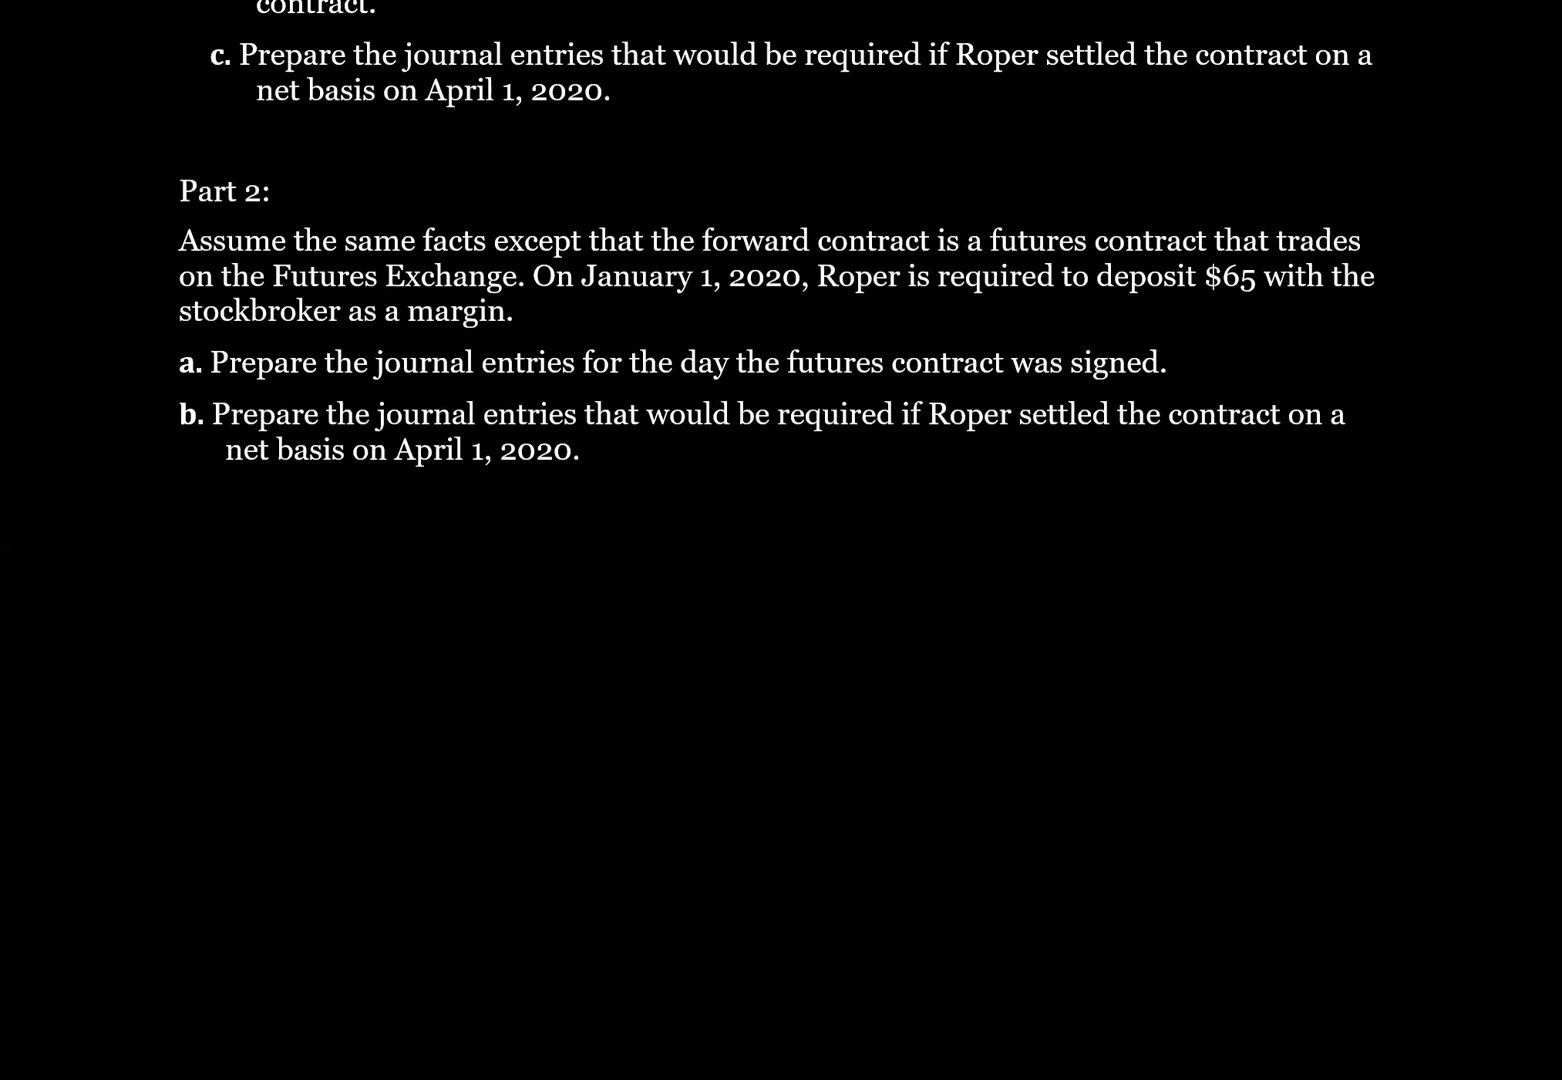 contract.
c. Prepare the journal entries that would be required if Roper settled the contract on a
net basis on April 1, 2020.
Part 2:
Assume the same facts except that the forward contract is a futures contract that trades
on the Futures Exchange. On January 1, 2020, Roper is required to deposit $65 with the
stockbroker as a margin.
a. Prepare the journal entries for the day the futures contract was signed.
b. Prepare the journal entries that would be required if Roper settled the contract on a
net basis on April 1, 2020.